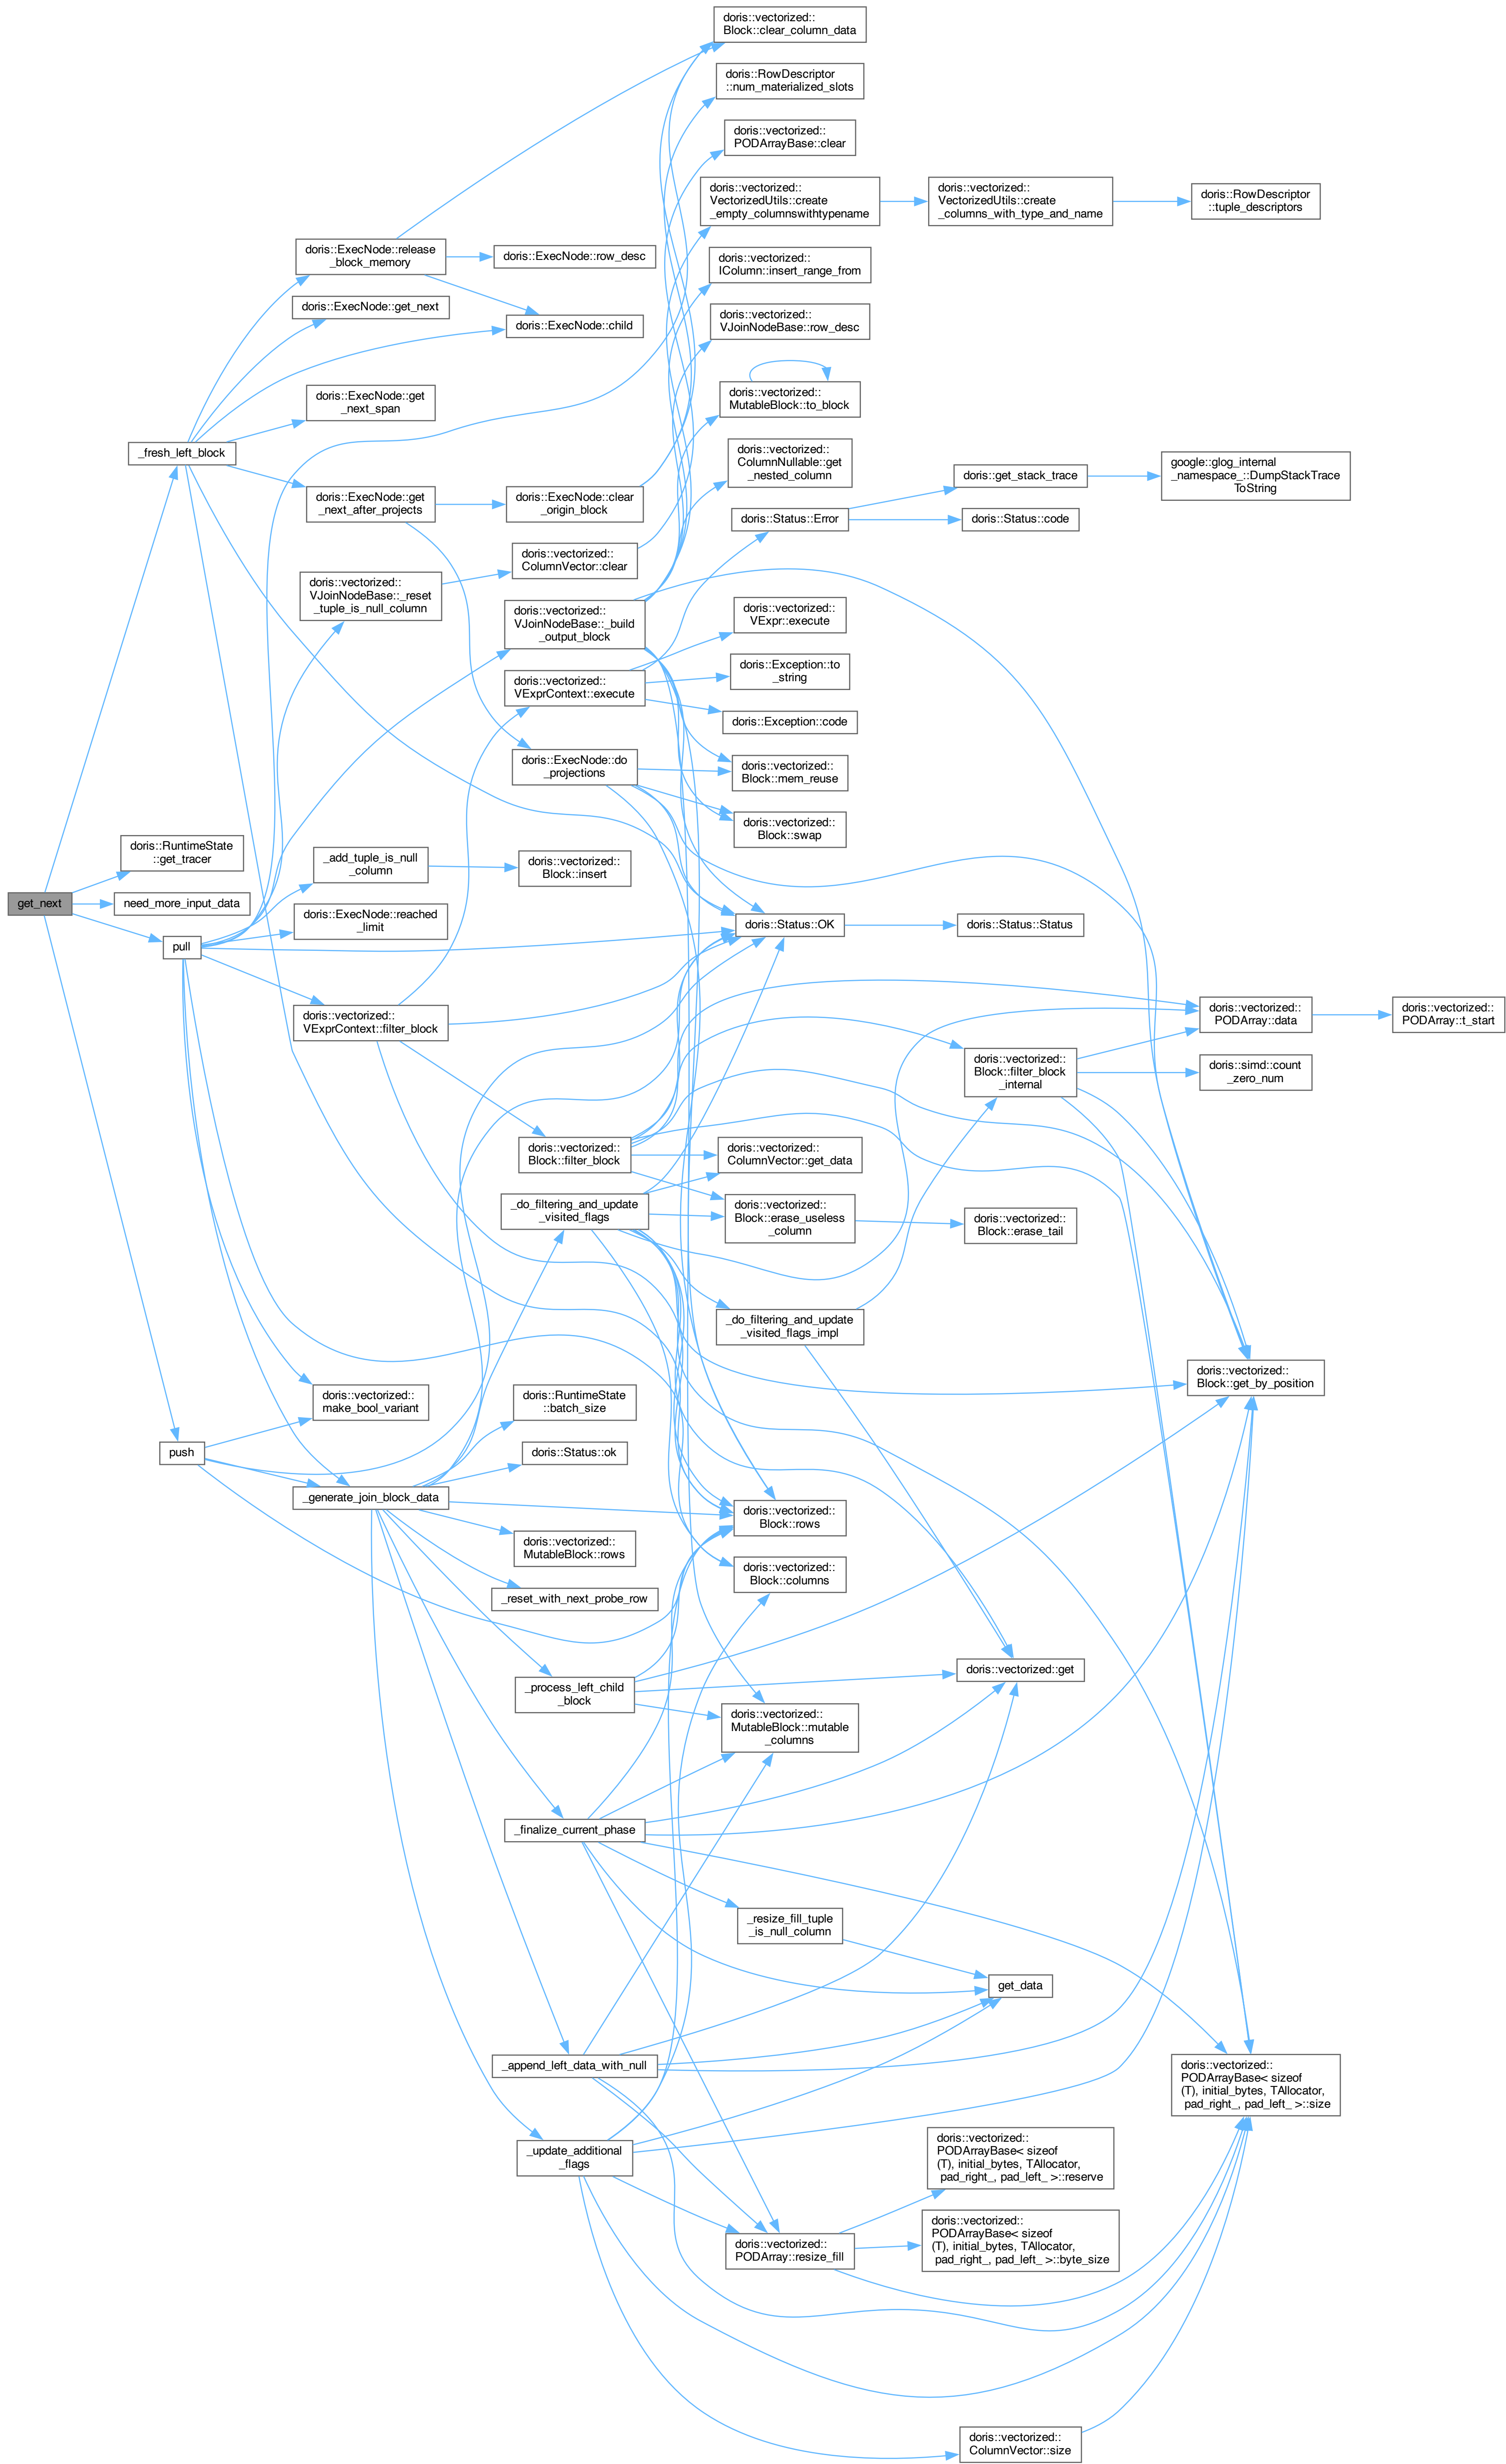 doris::vectorized::
Block::clear_column_data
doris::RowDescriptor
::num_materialized_slots
doris::vectorized::
PODArrayBase::clear
doris::vectorized::
VectorizedUtils::create
_empty_columnswithtypename
doris::vectorized::
VectorizedUtils::create
_columns_with_type_and_name
doris::RowDescriptor
::tuple_descriptors
doris::ExecNode::release
_block_memory
doris::ExecNode::row_desc
doris::vectorized::
IColumn::insert_range_from
doris::ExecNode::get_next
doris::ExecNode::child
doris::vectorized::
VJoinNodeBase::row_desc
doris::ExecNode::get
_next_span
doris::vectorized::
MutableBlock::to_block
_fresh_left_block
doris::vectorized::
ColumnNullable::get
_nested_column
doris::get_stack_trace
google::glog_internal
_namespace_::DumpStackTrace
ToString
doris::ExecNode::get
_next_after_projects
doris::ExecNode::clear
_origin_block
doris::Status::Error
doris::Status::code
doris::vectorized::
ColumnVector::clear
doris::vectorized::
VJoinNodeBase::_reset
_tuple_is_null_column
doris::vectorized::
VJoinNodeBase::_build
_output_block
doris::vectorized::
VExpr::execute
doris::vectorized::
VExprContext::execute
doris::Exception::to
_string
doris::Exception::code
doris::ExecNode::do
_projections
doris::vectorized::
Block::mem_reuse
doris::vectorized::
Block::swap
doris::RuntimeState
::get_tracer
_add_tuple_is_null
_column
doris::vectorized::
Block::insert
get_next
need_more_input_data
doris::ExecNode::reached
_limit
doris::Status::OK
doris::Status::Status
pull
doris::vectorized::
VExprContext::filter_block
doris::vectorized::
PODArray::data
doris::vectorized::
PODArray::t_start
doris::vectorized::
Block::filter_block
_internal
doris::simd::count
_zero_num
doris::vectorized::
Block::filter_block
doris::vectorized::
ColumnVector::get_data
_do_filtering_and_update
_visited_flags
doris::vectorized::
Block::erase_useless
_column
doris::vectorized::
Block::erase_tail
_do_filtering_and_update
_visited_flags_impl
doris::vectorized::
Block::get_by_position
doris::vectorized::
make_bool_variant
doris::RuntimeState
::batch_size
push
doris::Status::ok
_generate_join_block_data
doris::vectorized::
Block::rows
doris::vectorized::
MutableBlock::rows
doris::vectorized::
Block::columns
_reset_with_next_probe_row
doris::vectorized::get
_process_left_child
_block
doris::vectorized::
MutableBlock::mutable
_columns
_finalize_current_phase
_resize_fill_tuple
_is_null_column
get_data
_append_left_data_with_null
doris::vectorized::
PODArrayBase< sizeof
(T), initial_bytes, TAllocator,
pad_right_, pad_left_ >::size
_update_additional
_flags
doris::vectorized::
PODArrayBase< sizeof
(T), initial_bytes, TAllocator,
pad_right_, pad_left_ >::reserve
doris::vectorized::
PODArray::resize_fill
doris::vectorized::
PODArrayBase< sizeof
(T), initial_bytes, TAllocator,
pad_right_, pad_left_ >::byte_size
doris::vectorized::
ColumnVector::size